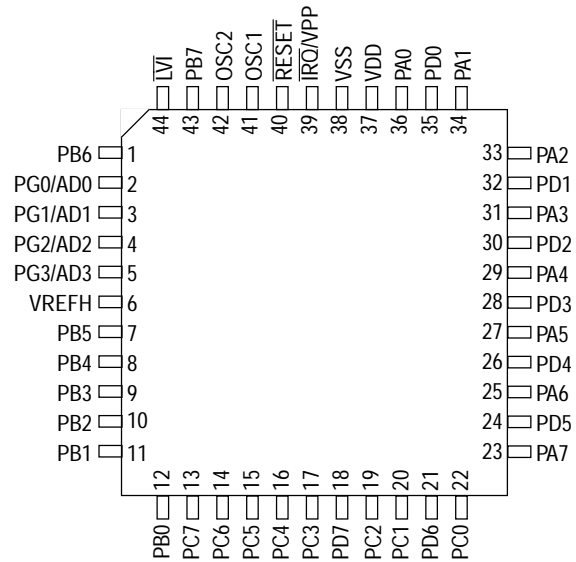 LVI PB7 OSC2 OSC1 RESET IRQ/VPP VSS VDD PA0 PD0 PA1
44 43 42 41 40 39 38 37 36 35 34
PB6 1 33 PA2
PG0/AD0 2 32 PD1
PG1/AD1 3 31 PA3
PG2/AD2 4 30 PD2
PG3/AD3 5 29 PA4
VREFH 6 28 PD3
PB5 7 27 PA5
PB4 8 26 PD4
PB3 9 25 PA6
PB2 10 24 PD5
PB1 11 23 PA7
12 13 14 15 16 17 18 19 20 21 22
PB0 PC7 PC6 PC5 PC4 PC3 PD7 PC2 PC1 PD6 PC0